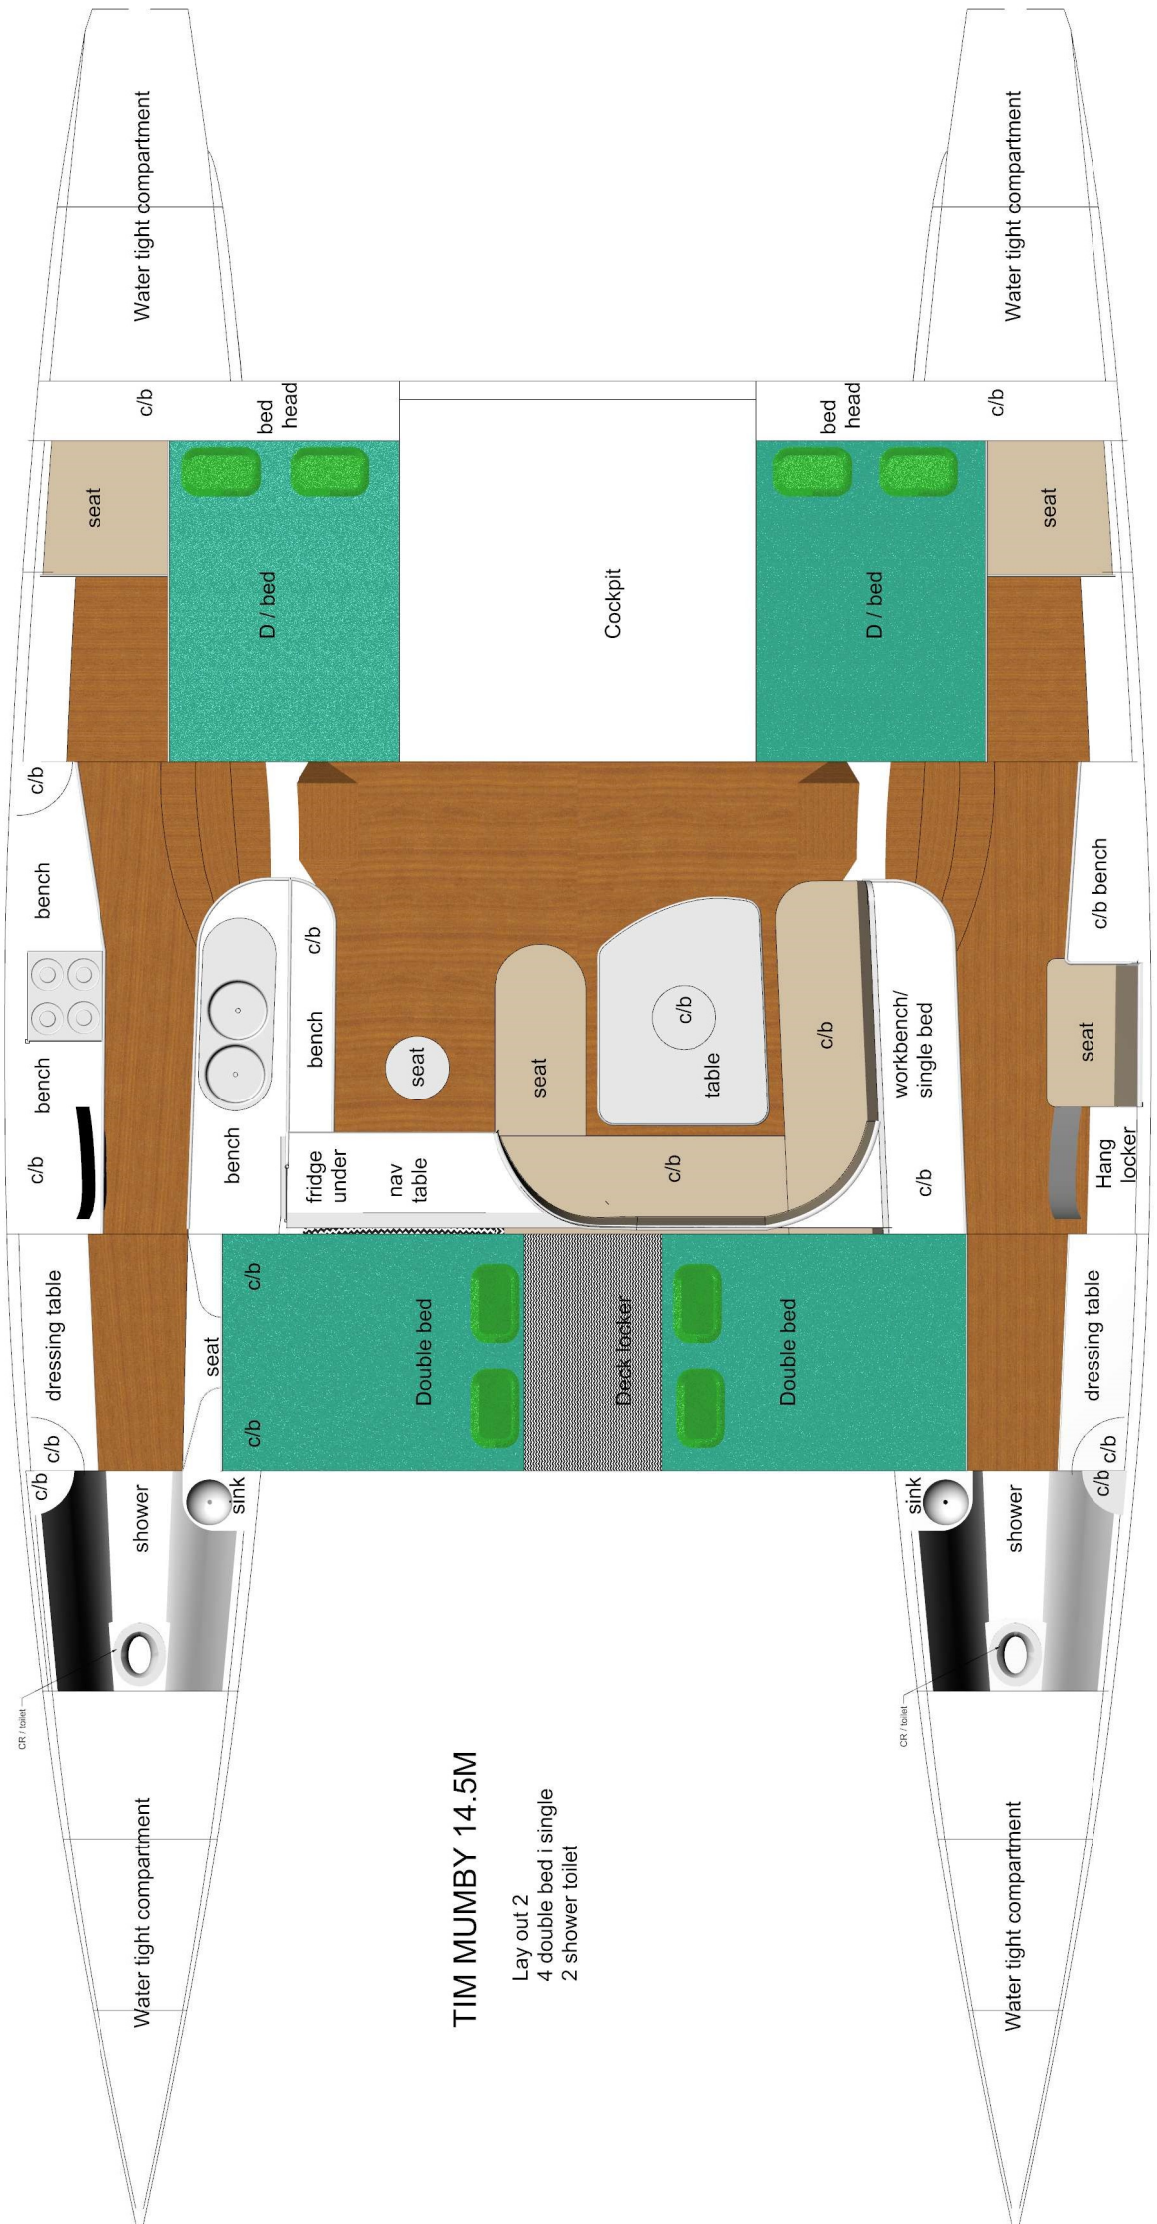 Water tight compartment
Water tight compartment
c/b
bed
head
bed
head
c/b
seat
D / bed
Cockpit
D / bed
seat
c/b
bench
c/b
c/b bench
bench
bench
seat
seat
c/b
table
c/b
workbench/
single bed
seat
c/b
bench
fridge
under
nav
table
c/b
c/b
Hang
locker
dressing table
seat
c/b
c/b
Double bed
Deck locker
Double bed
dressing table
c/b
c/b
c/b
c/b
shower
sink
sink
shower
CR / toilet
CR / toilet
Water tight compartment
Water tight compartment
TIM MUMBY 14.5M
Lay out 2
4 double bed i single
2 shower toilet